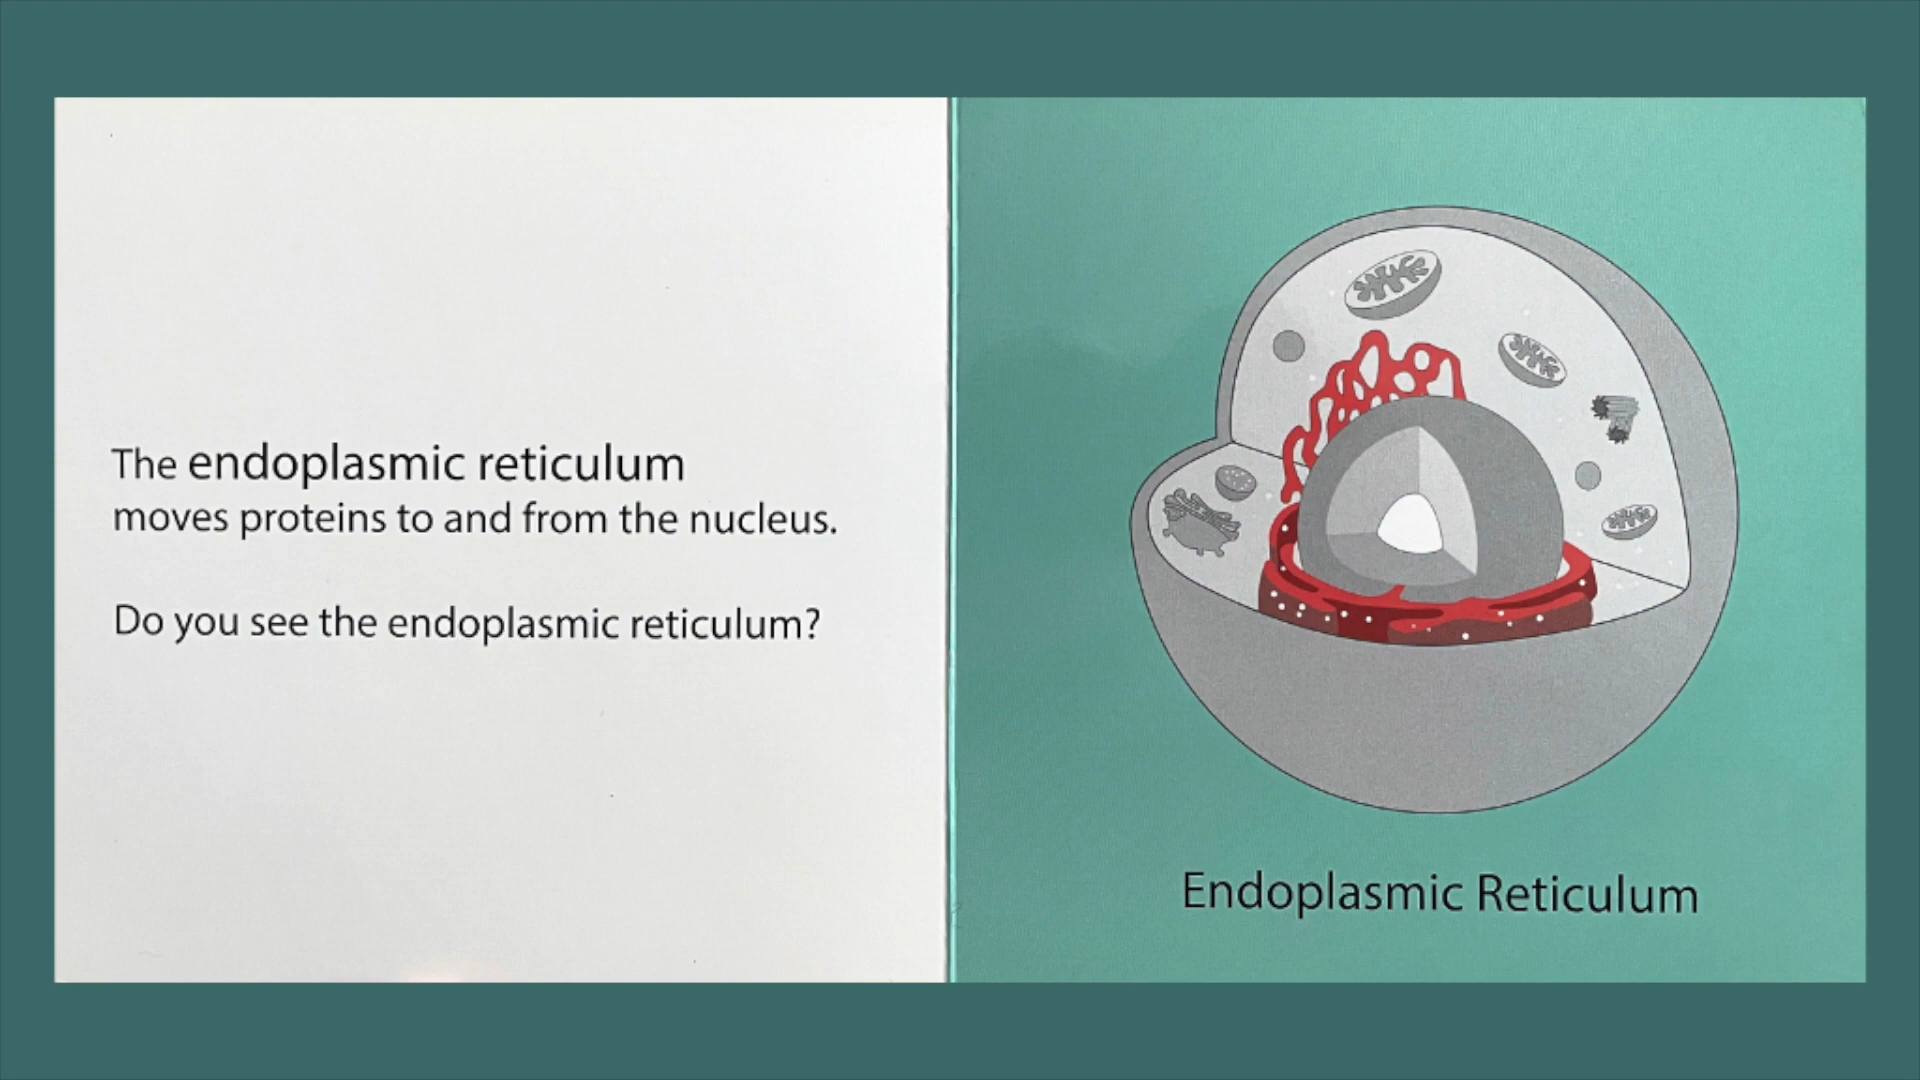 The endoplasmic reticulum
moves proteins to and from the nucleus.
Do you see the endoplasmic reticulum?
Endoplasmic Reticulum